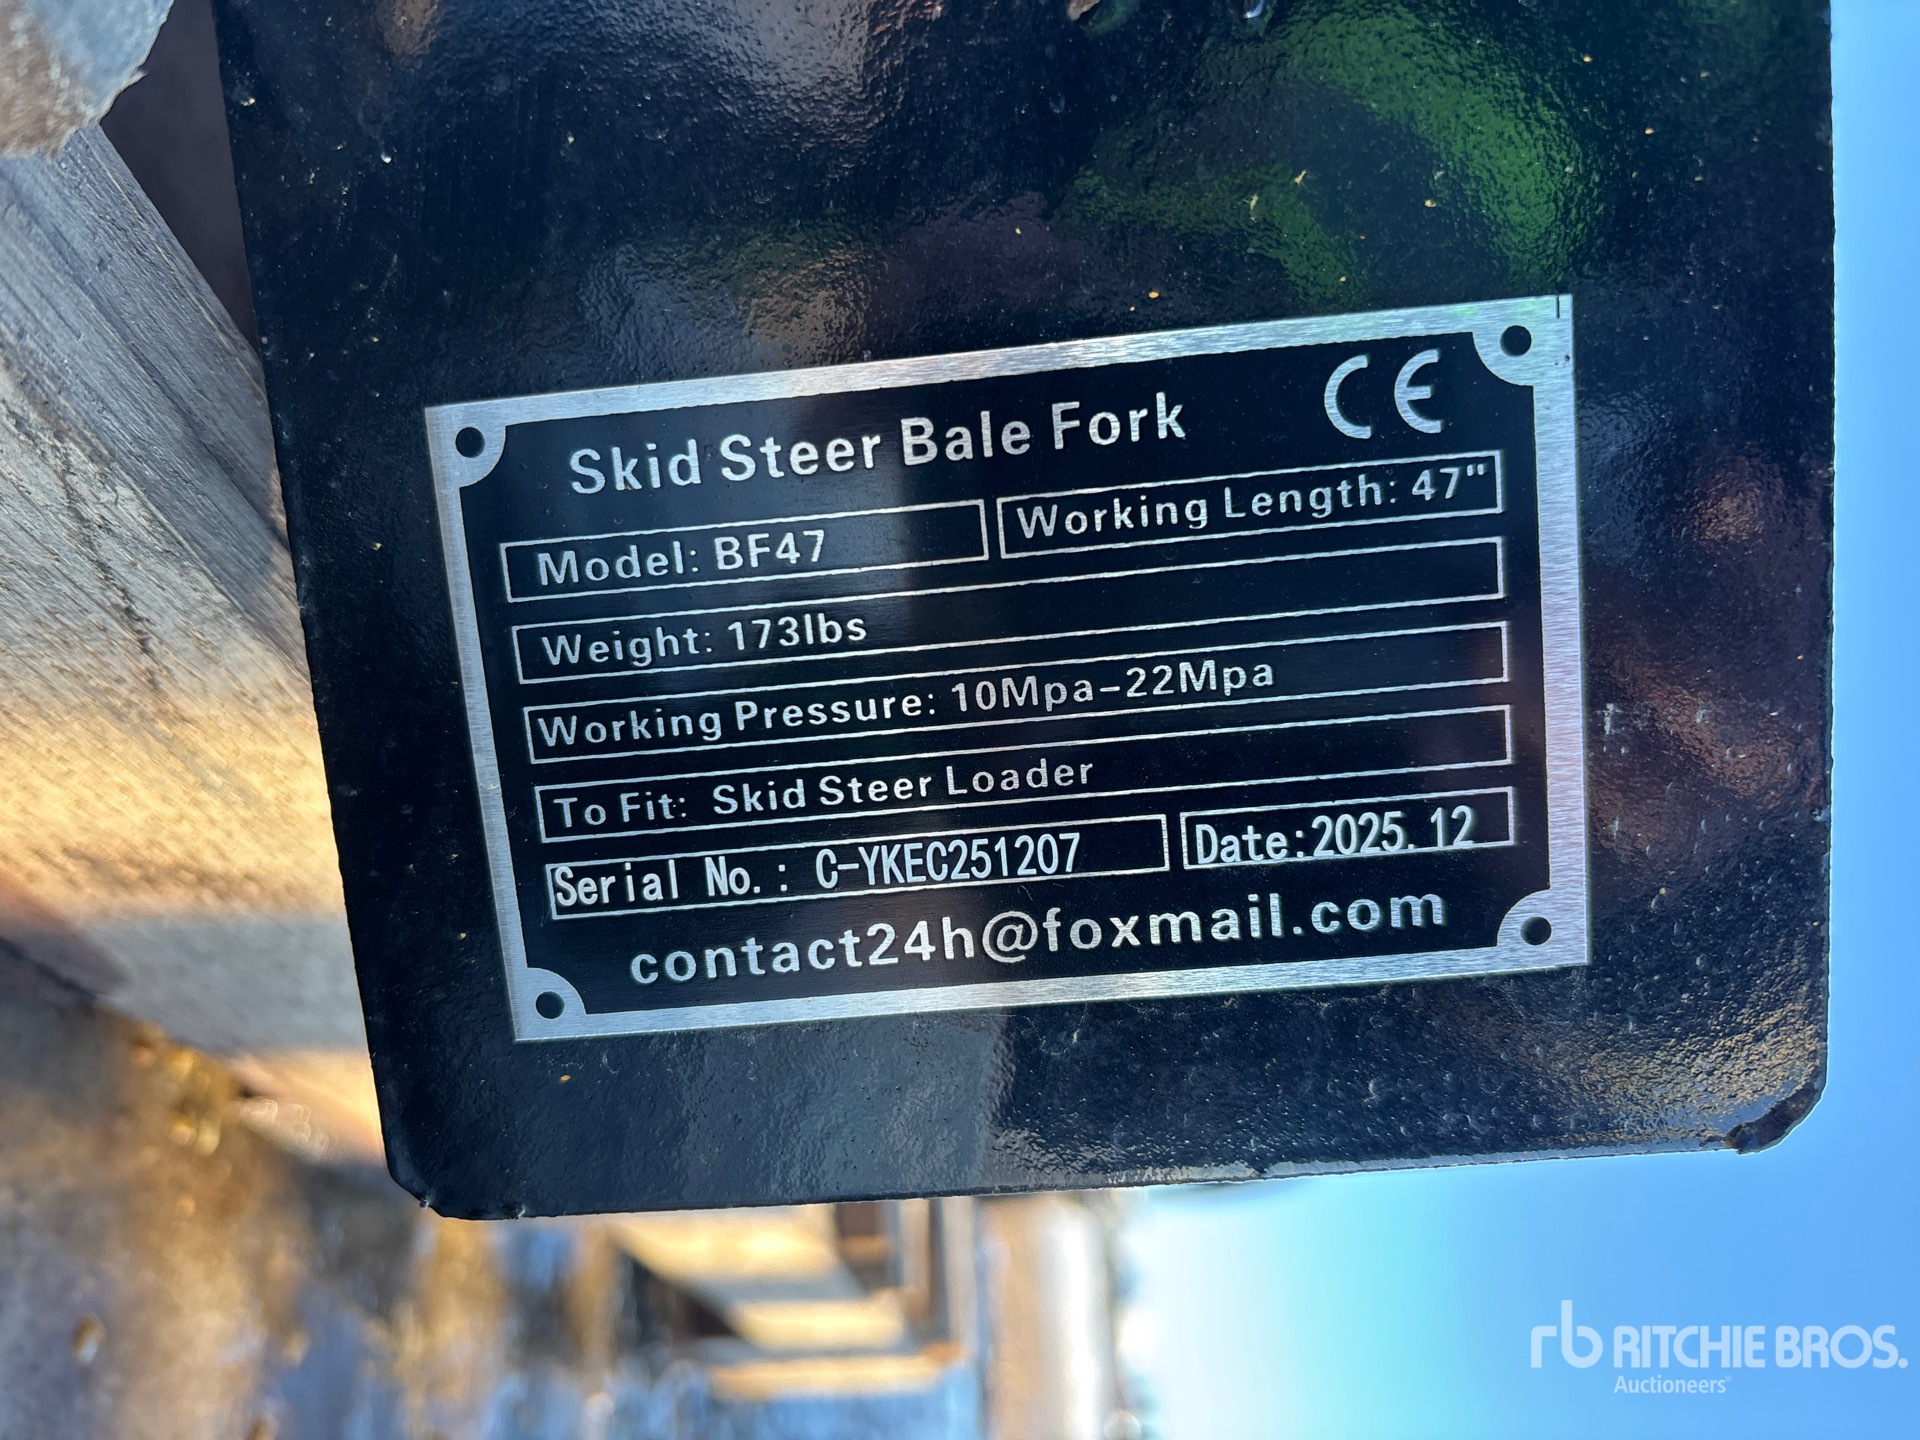 Skid Steer Bale Fork CE
Model: BF47 Working Length: 47"
Weight: 173lbs
Working Pressure: 10Mpa-22Mpa
To Fit: Skid Steer Loader
Serial No.: C-YKEC251207 Date:2025.12
contact24h@foxmail.com
rb RITCHIE BROS.
Auctioneers®